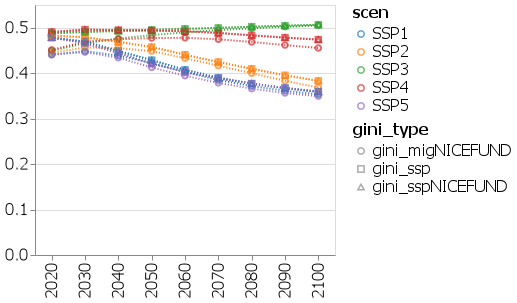 0.5
0.4
0.3
0.2
0.1
0.0
2020
2030
2040
2050
2060
2070
2080
2090
2100
scen
SSP1
SSP2
SSP3
SSP4
SSP5
gini_type
gini_migNICEFUND
gini_ssp
gini_sspNICEFUND